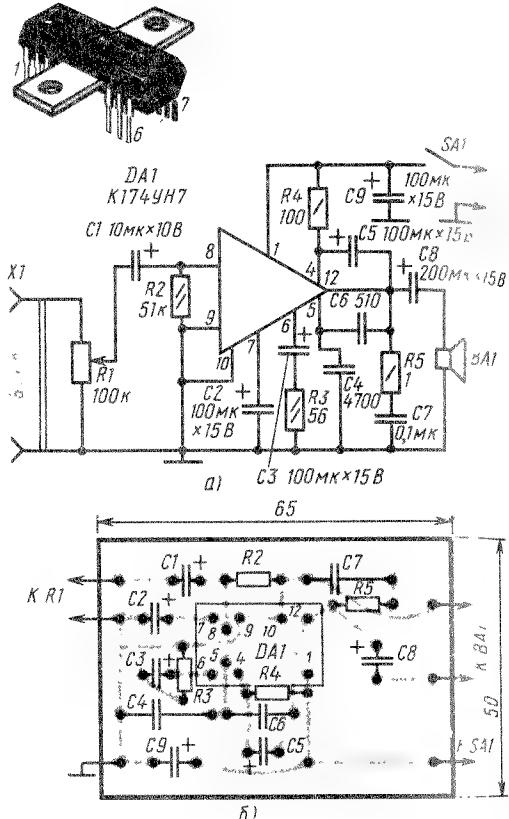 1
7
6
DA1
К174УН7
C1 10мк×10В
+
8
R2
51к
9
10
7
1
R4
100
+
C9
100мк
×15В
SA1
+
C5 100мк×15в
4
12
+
C8
200мк×15В
C6 510
5
6
X1
R1
100к
C2
100мк
×15В
+
+
R3
56
C4
4700
R5
1
C7
0,1мк
BA1
C3 100мк×15В
а)
65
C1 +
R2
C7
К R1
C2 +
R5
7
8
9
10
12
DA1
+
C8
К BA1
50
C3 +
6
5
4
1
R3
R4
C4
C6
C9 +
+
C5
SA1
б)